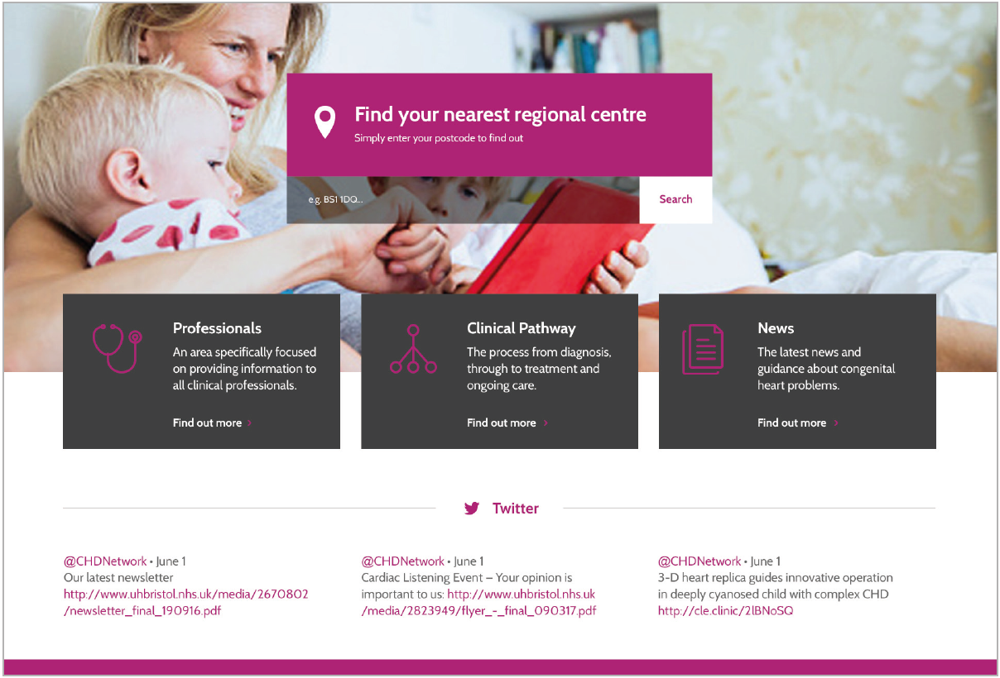 Find your nearest regional centre
Simply enter your postcode to find out
e.g. BS1 1DQ...
Search
Professionals
An area specifically focused
on providing information to
all clinical professionals.
Find out more
Clinical Pathway
The process from diagnosis,
through to treatment and
ongoing care.
Find out more
News
The latest news and
guidance about congenital
heart problems.
Find out more
Twitter
@CHDNetwork • June 1
Our latest newsletter
http://www.uhbristol.nhs.uk/media/2670802
/newsletter_final_190916.pdf
@CHDNetwork • June 1
Cardiac Listening Event – Your opinion is
important to us: http://www.uhbristol.nhs.uk
/media/2823949/flyer_-_final_090317.pdf
@CHDNetwork • June 1
3-D heart replica guides innovative operation
in deeply cyanosed child with complex CHD
http://cle.clinic/2lBNoSQ